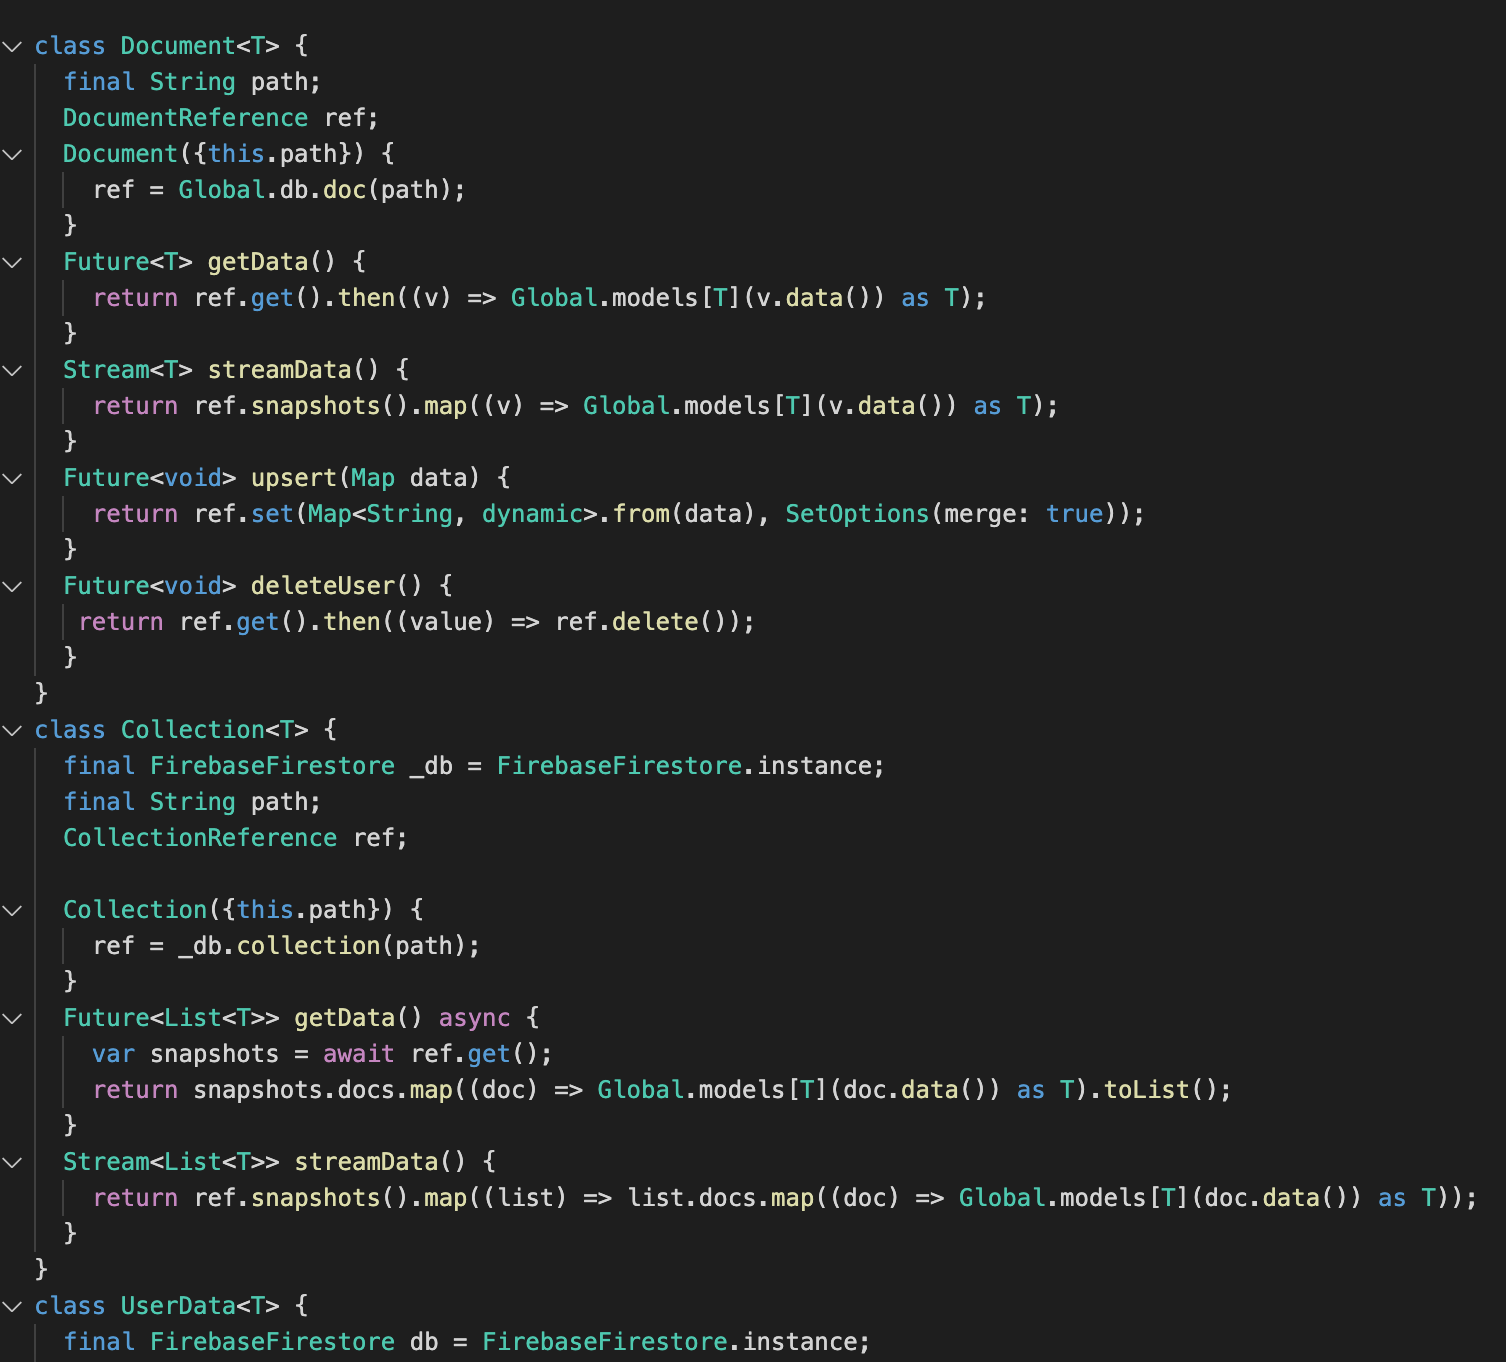 class Document<T> {
  final String path;
  DocumentReference ref;
  Document({this.path}) {
    ref = Global.db.doc(path);
  }
  Future<T> getData() {
    return ref.get().then((v) => Global.models[T](v.data()) as T);
  }
  Stream<T> streamData() {
    return ref.snapshots().map((v) => Global.models[T](v.data()) as T);
  }
  Future<void> upsert(Map data) {
    return ref.set(Map<String, dynamic>.from(data), SetOptions(merge: true));
  }
  Future<void> deleteUser() {
   return ref.get().then((value) => ref.delete());
  }
}
class Collection<T> {
  final FirebaseFirestore _db = FirebaseFirestore.instance;
  final String path;
  CollectionReference ref;

  Collection({this.path}) {
    ref = _db.collection(path);
  }
  Future<List<T>> getData() async {
    var snapshots = await ref.get();
    return snapshots.docs.map((doc) => Global.models[T](doc.data()) as T).toList();
  }
  Stream<List<T>> streamData() {
    return ref.snapshots().map((list) => list.docs.map((doc) => Global.models[T](doc.data()) as T));
  }
}
class UserData<T> {
  final FirebaseFirestore db = FirebaseFirestore.instance;